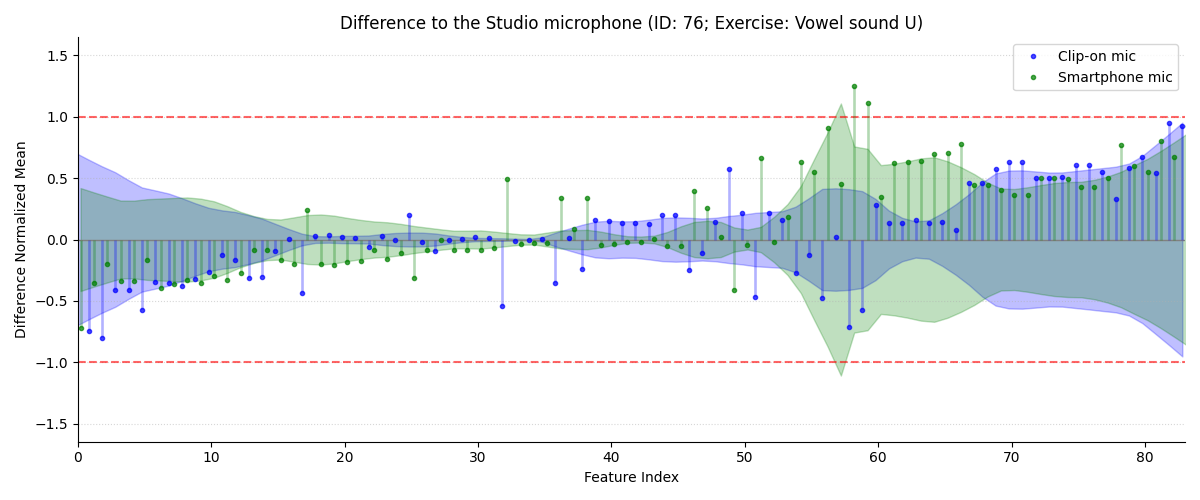 Difference to the Studio microphone (ID: 76; Exercise: Vowel sound U)
Clip-on mic
Smartphone mic
1.5
1.0
0.5
0.0
−0.5
−1.0
−1.5
Difference Normalized Mean
0 10 20 30 40 50 60 70 80
Feature Index